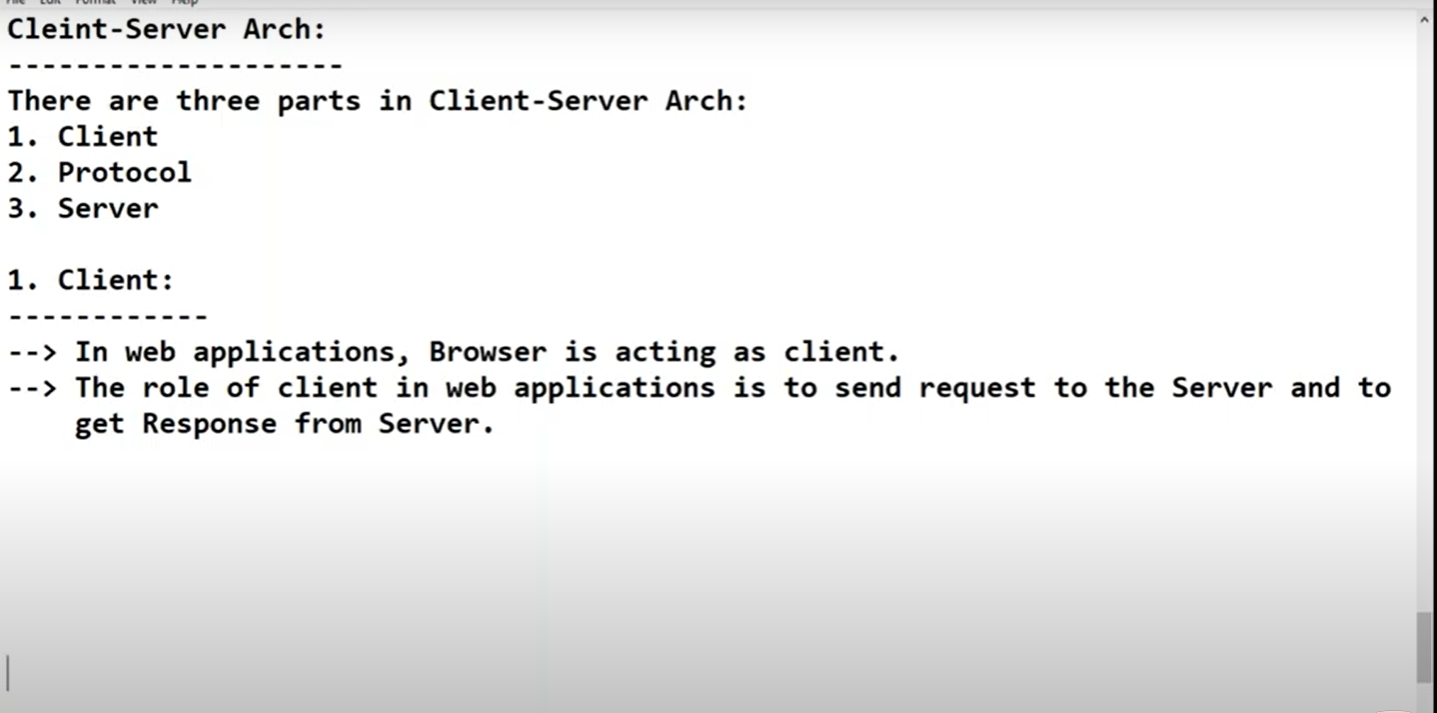 Cleint-Server Arch:
--------------------
There are three parts in Client-Server Arch:
1. Client
2. Protocol
3. Server
1. Client:
------------
--> In web applications, Browser is acting as client.
--> The role of client in web applications is to send request to the Server and to
get Response from Server.